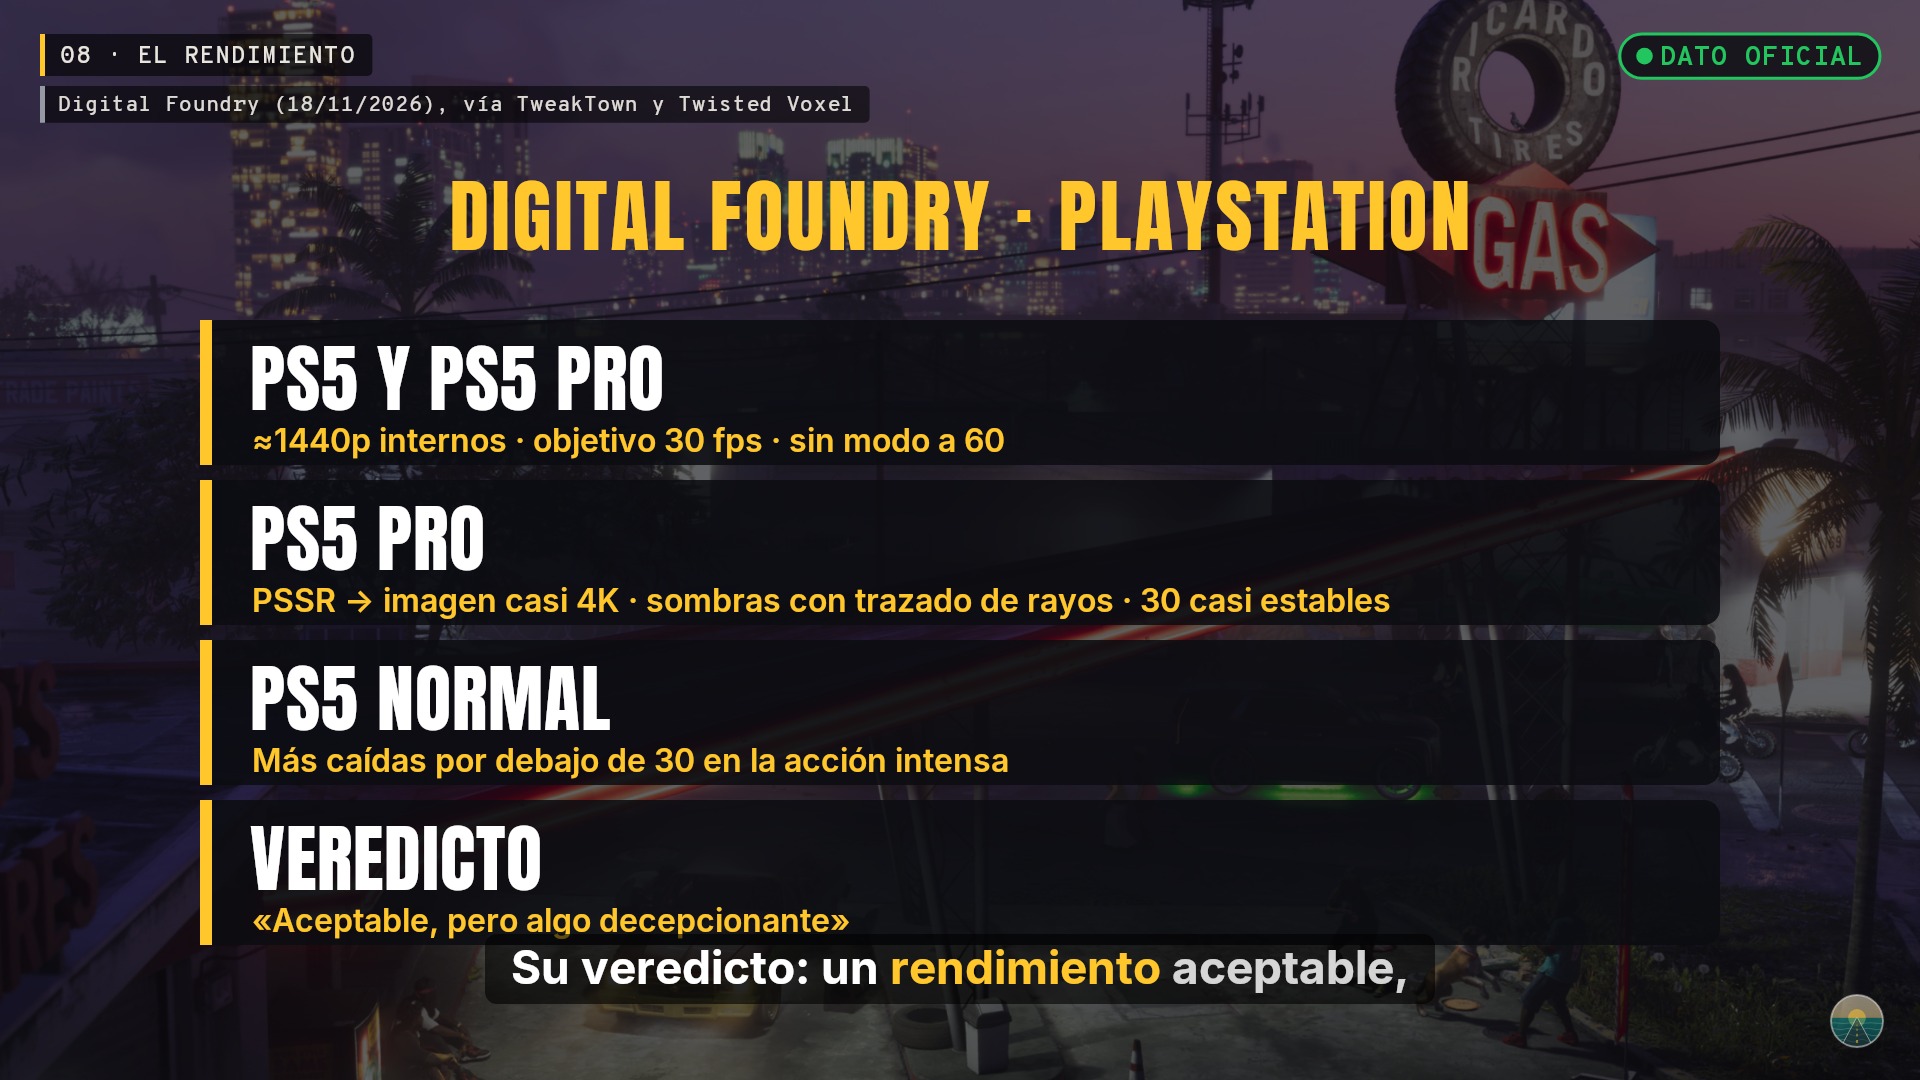 08 · EL RENDIMIENTO
DATO OFICIAL
Digital Foundry (18/11/2026), vía TweakTown y Twisted Voxel
RICARDO
TIRES
GAS
DIGITAL FOUNDRY · PLAYSTATION
PS5 Y PS5 PRO
≈1440p internos · objetivo 30 fps · sin modo a 60
PS5 PRO
PSSR → imagen casi 4K · sombras con trazado de rayos · 30 casi estables
PS5 NORMAL
Más caídas por debajo de 30 en la acción intensa
VEREDICTO
«Aceptable, pero algo decepcionante»
Su veredicto: un rendimiento aceptable,